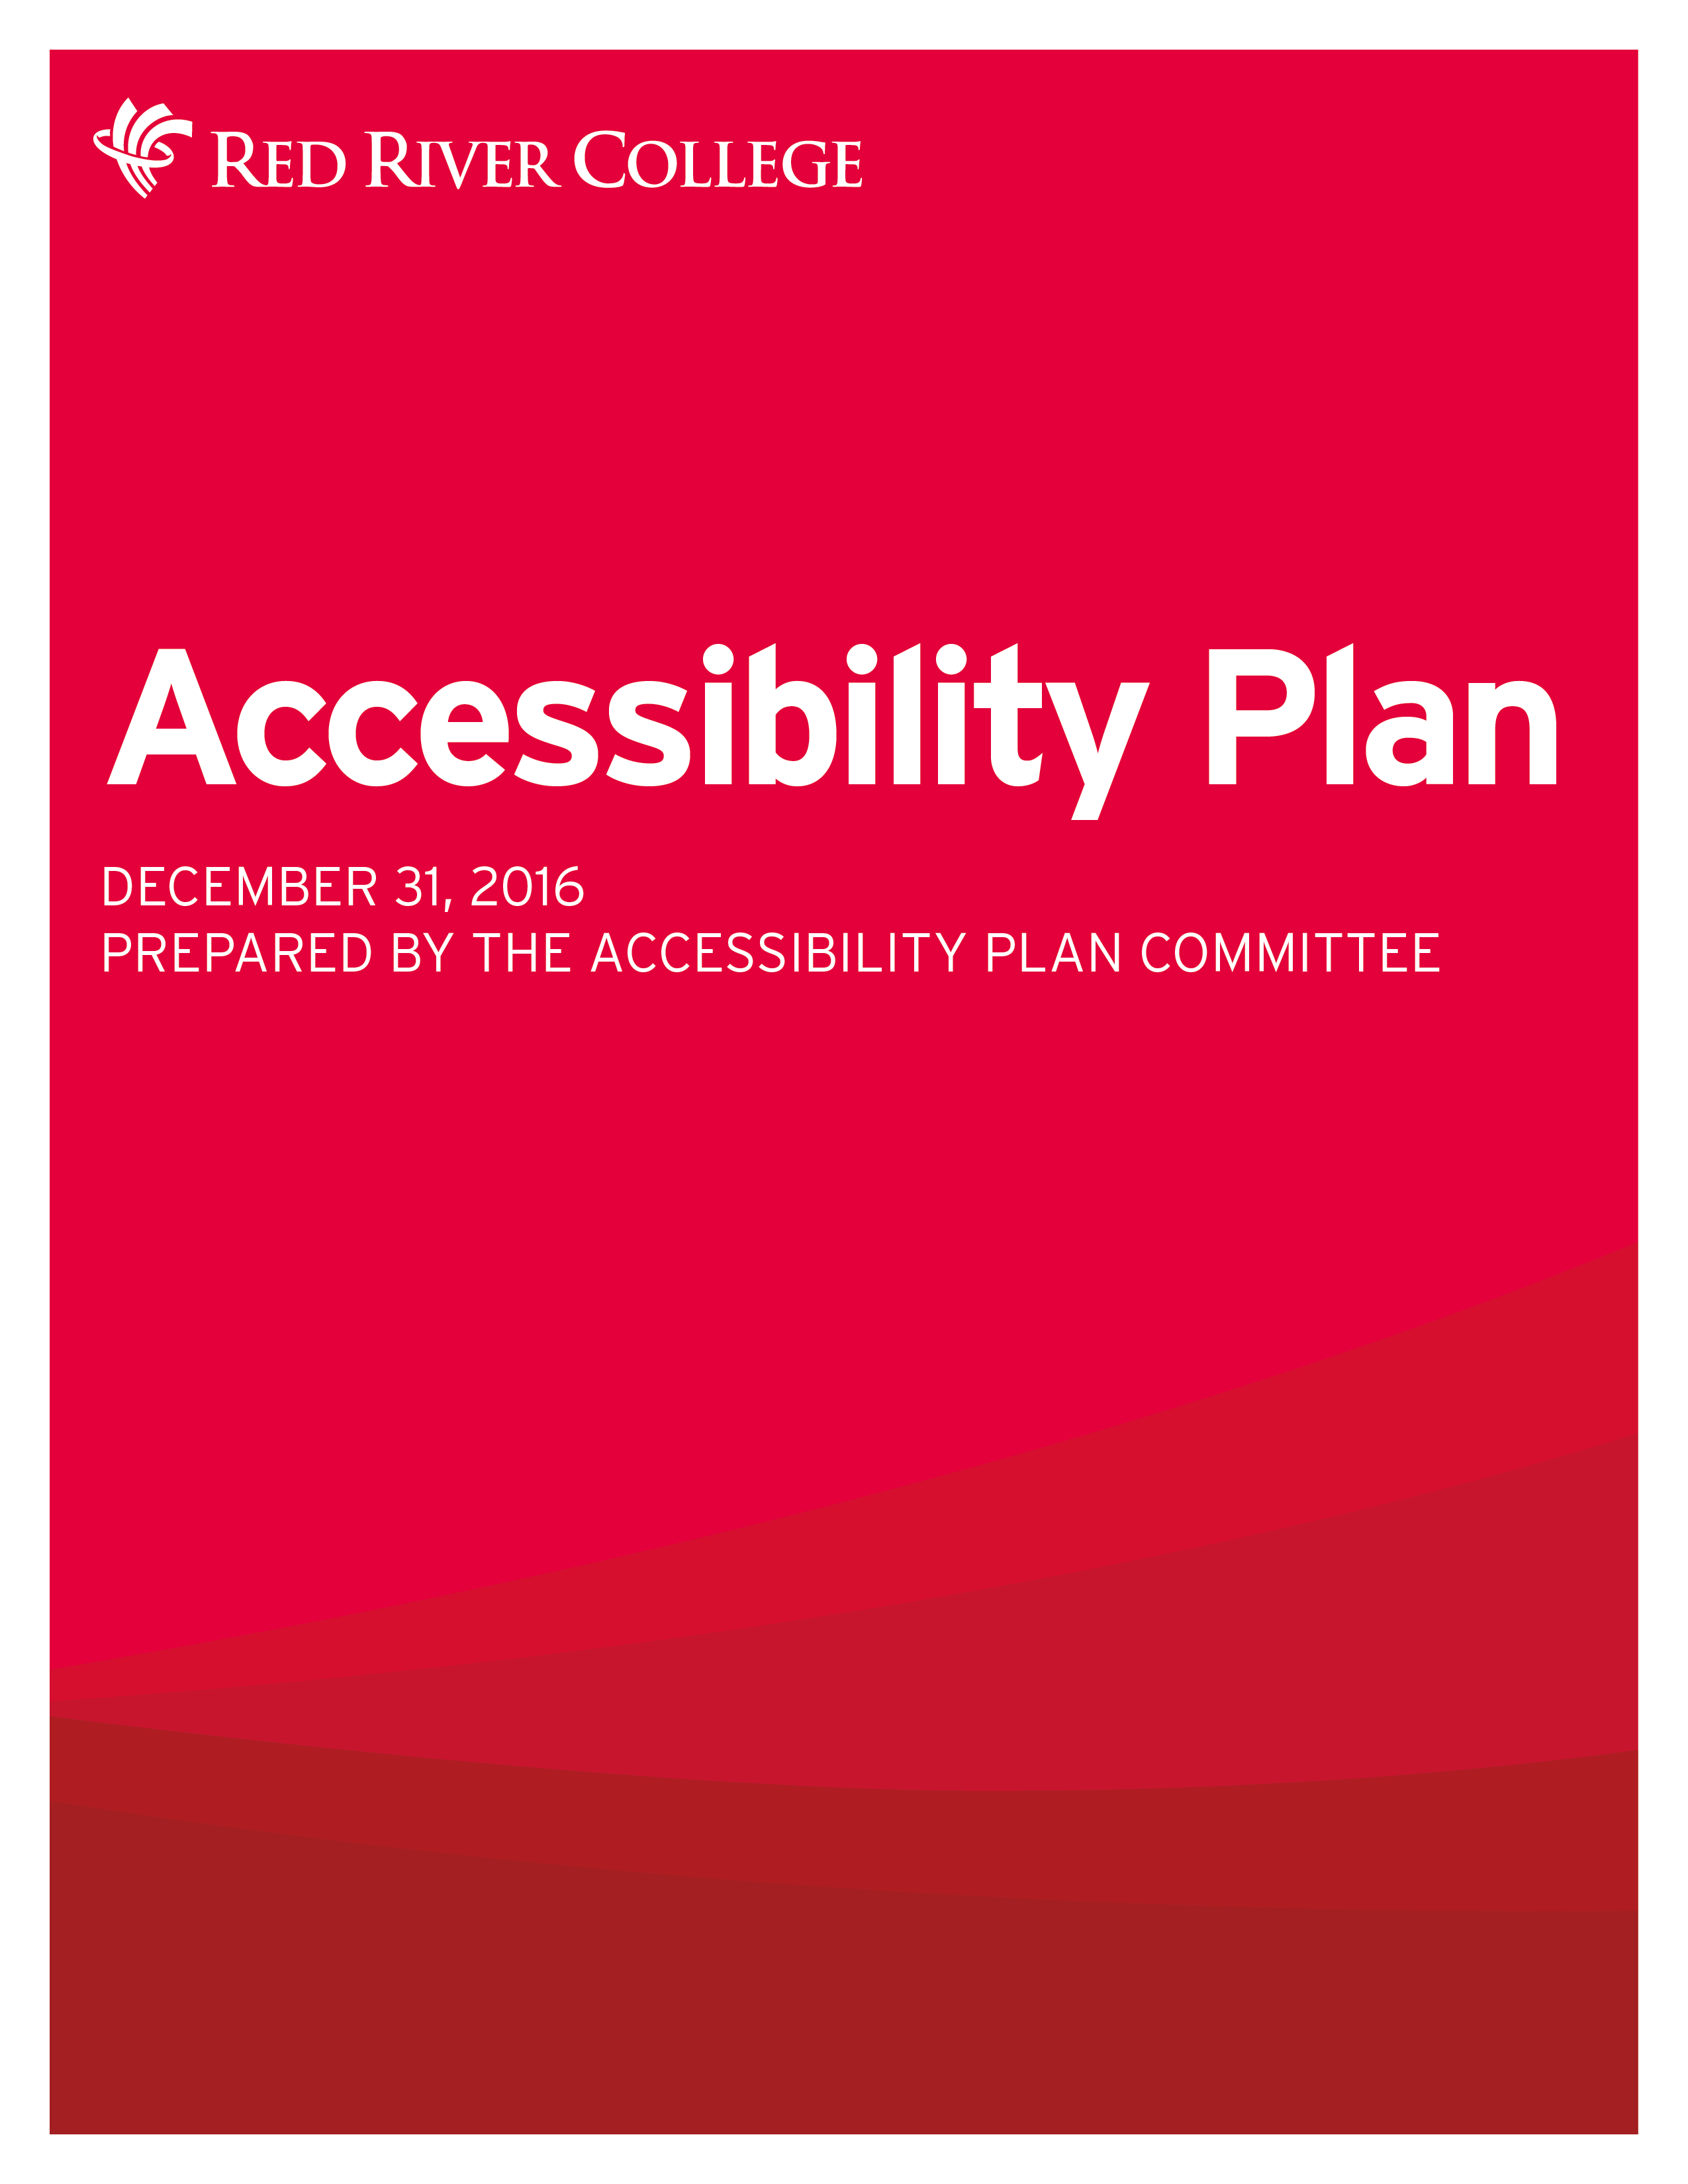 RED RIVER COLLEGE
Accessibility Plan
DECEMBER 31, 2016
PREPARED BY THE ACCESSIBILITY PLAN COMMITTEE